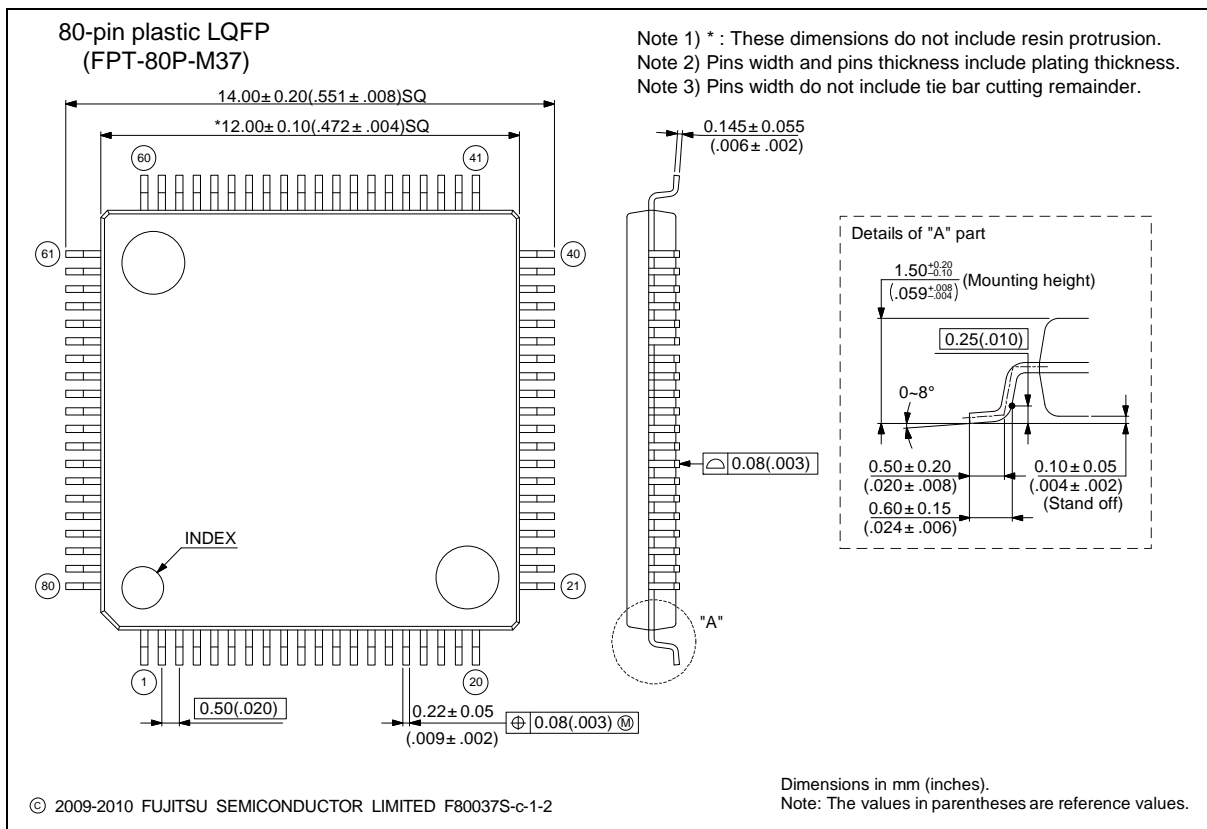 80-pin plastic LQFP
(FPT-80P-M37)
Note 1) * : These dimensions do not include resin protrusion.
Note 2) Pins width and pins thickness include plating thickness.
Note 3) Pins width do not include tie bar cutting remainder.
14.00± 0.20(.551 ± .008)SQ
*12.00± 0.10(.472 ± .004)SQ
0.145± 0.055
(.006± .002)
60
41
61
40
Details of "A" part
1.50 +0.20 –0.10
(.059 +.008 –.004) (Mounting height)
0.25(.010)
0~8°
0.08(.003)
0.50± 0.20
(.020± .008)
0.10± 0.05
(.004± .002)
(Stand off)
0.60± 0.15
(.024± .006)
INDEX
80
21
"A"
1
20
0.50(.020)
0.22± 0.05
(.009± .002)
⌖ 0.08(.003) Ⓜ
© 2009-2010 FUJITSU SEMICONDUCTOR LIMITED F80037S-c-1-2
Dimensions in mm (inches).
Note: The values in parentheses are reference values.